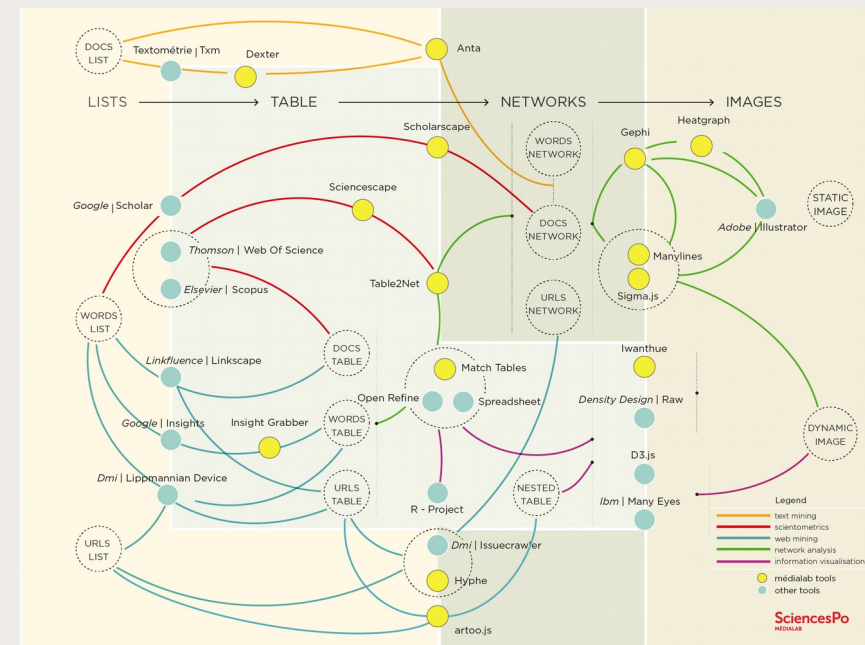 DOCS
LIST
Textométrie | Txm
Dexter
Anta
LISTS
TABLE
NETWORKS
IMAGES
Scholarscape
WORDS
NETWORK
Gephi
Heatgraph
Sciencescape
Google | Scholar
DOCS
NETWORK
STATIC
IMAGE
Adobe | Illustrator
Thomson | Web Of Science
Elsevier | Scopus
Table2Net
Manylines
Sigma.js
WORDS
LIST
URLS
NETWORK
DOCS
TABLE
Linkfluence | Linkscape
Match Tables
Iwanthue
Open Refine
Spreadsheet
Density Design | Raw
Google | Insights
Insight Grabber
WORDS
TABLE
DYNAMIC
IMAGE
D3.js
Dmi | Lippmannian Device
URLS
TABLE
R - Project
NESTED
TABLE
Ibm | Many Eyes
URLS
LIST
Dmi | Issuecrawler
Hyphe
artoo.js
Legend
text mining
scientometrics
web mining
network analysis
information visualisation
médialab tools
other tools
SciencesPo
MÉDIALAB